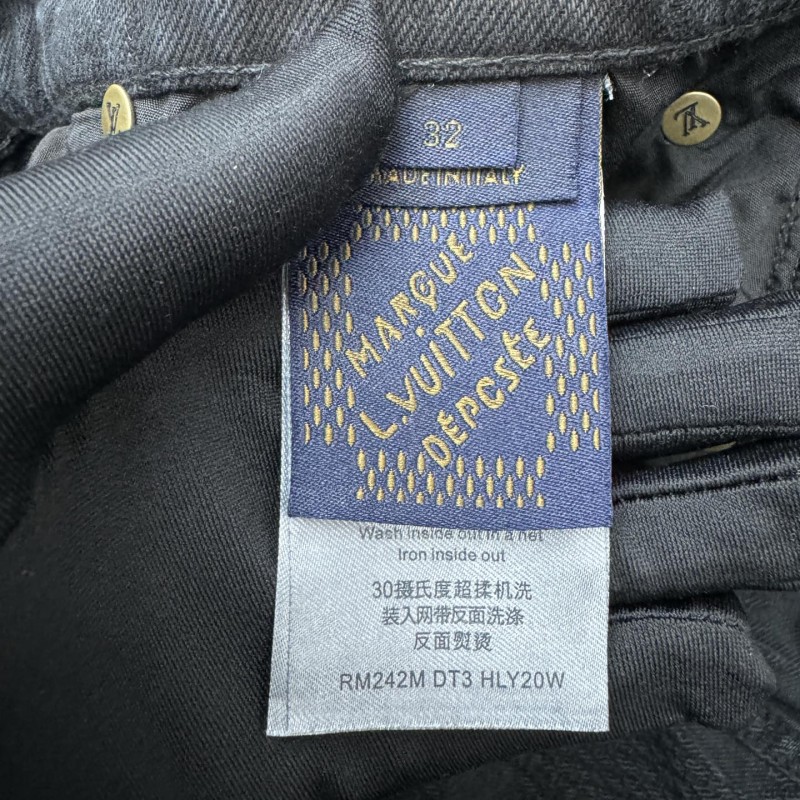 32
MADE IN ITALY
MARQUE
L.VUITTON
DÉPOSÉE
Wash inside out in a net
Iron inside out
30摄氏度超揉机洗
装入网带反面洗涤
反面熨烫
RM242M DT3 HLY20W